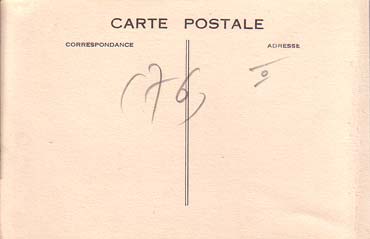 CARTE POSTALE
CORRESPONDANCE
ADRESSE
(76)